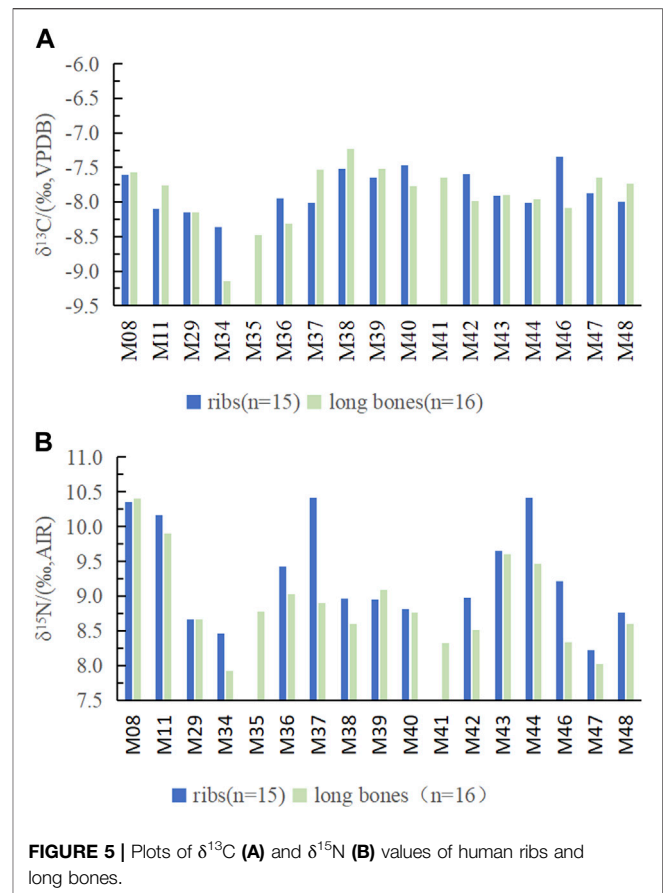 A
δ¹³C/(‰,VPDB)
-6.0
-6.5
-7.0
-7.5
-8.0
-8.5
-9.0
-9.5
M08 M11 M29 M34 M35 M36 M37 M38 M39 M40 M41 M42 M43 M44 M46 M47 M48
ribs(n=15) long bones(n=16)
B
δ¹⁵N/(‰,AIR)
11.0
10.5
10.0
9.5
9.0
8.5
8.0
7.5
M08 M11 M29 M34 M35 M36 M37 M38 M39 M40 M41 M42 M43 M44 M46 M47 M48
ribs(n=15) long bones（n=16）
FIGURE 5 | Plots of δ¹³C (A) and δ¹⁵N (B) values of human ribs and
long bones.